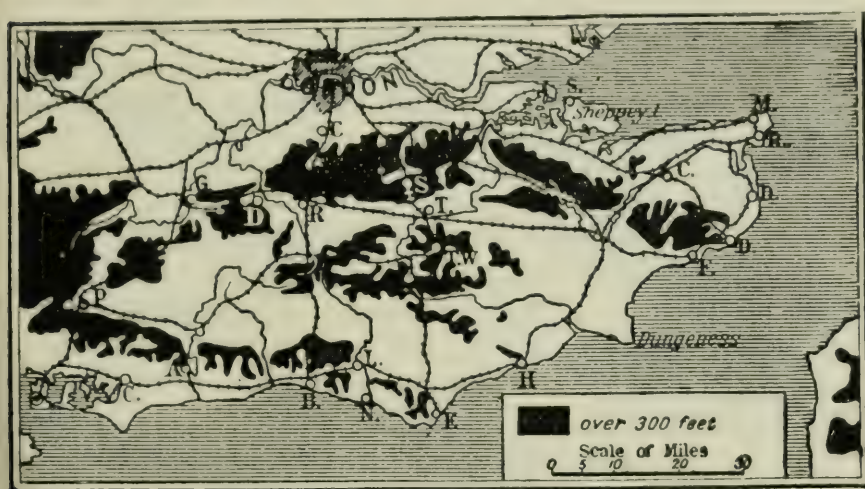 LONDON
S.
Sheppey I.
M.
R.
C.
C.
G.
S.
D
R
T.
D.
D
F.
T.W
P.
Dungeness
A.
L.
H
P
C.
B.
N.
E
over 300 feet
Scale of Miles
0 5 10 20 30